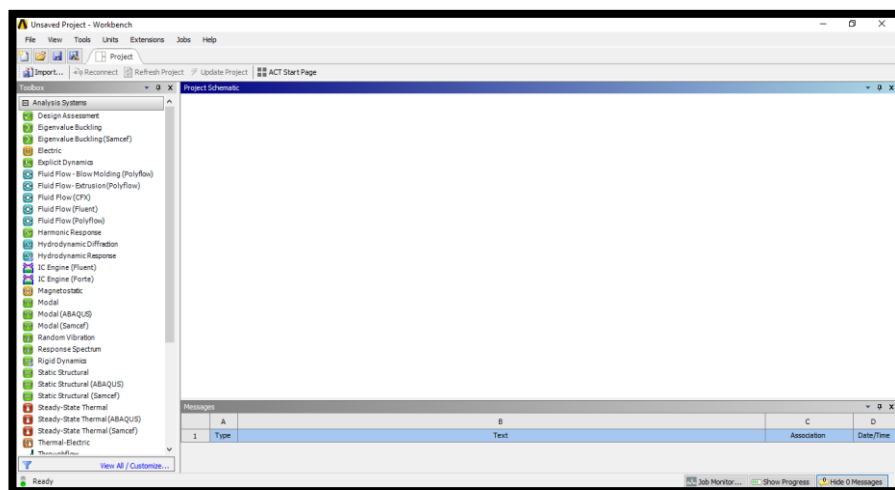 Unsaved Project - Workbench
File View Tools Units Extensions Jobs Help
Project
Import... Reconnect Refresh Project Update Project ACT Start Page
Toolbox
Project Schematic
Analysis Systems
Design Assessment
Eigenvalue Buckling
Eigenvalue Buckling (Samcef)
Electric
Explicit Dynamics
Fluid Flow - Blow Molding (Polyflow)
Fluid Flow - Extrusion (Polyflow)
Fluid Flow (CFX)
Fluid Flow (Fluent)
Fluid Flow (Polyflow)
Harmonic Response
Hydrodynamic Diffraction
Hydrodynamic Response
IC Engine (Fluent)
IC Engine (Forte)
Magnetostatic
Modal
Modal (ABAQUS)
Modal (Samcef)
Random Vibration
Response Spectrum
Rigid Dynamics
Static Structural
Static Structural (ABAQUS)
Static Structural (Samcef)
Steady-State Thermal
Steady-State Thermal (ABAQUS)
Steady-State Thermal (Samcef)
Thermal-Electric
Throughflow
View All / Customize...
Messages
A B C D
1 Type Text Association Date/Time
Ready
Job Monitor... Show Progress Hide 0 Messages